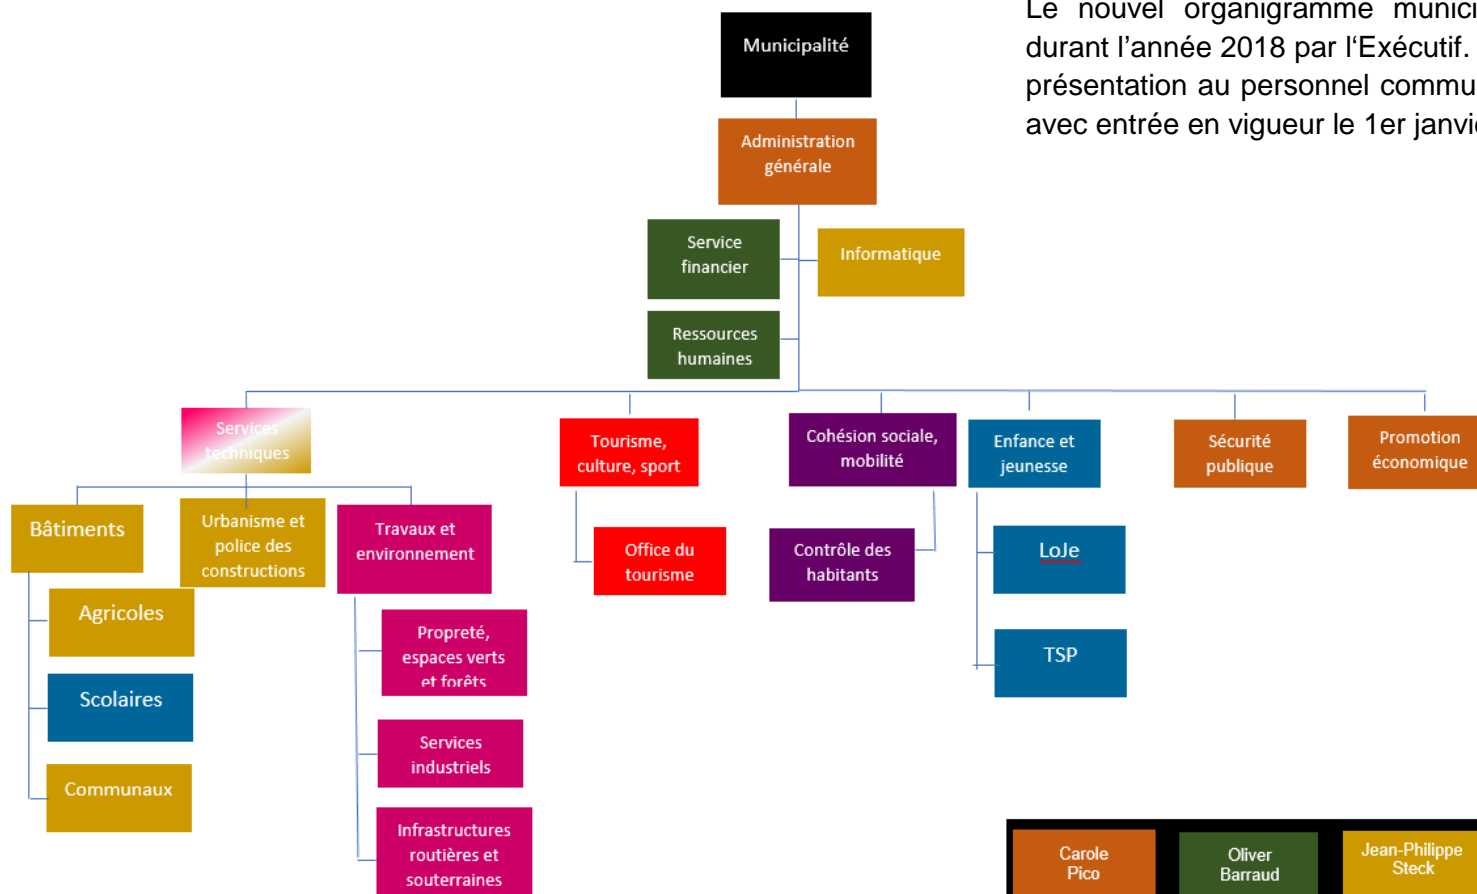 Le nouvel organigramme munici
durant l’année 2018 par l‘Exécutif.
présentation au personnel commu
avec entrée en vigueur le 1er janvie
Municipalité
Administration
générale
Service
financier
Informatique
Ressources
humaines
Services
techniques
Tourisme,
culture, sport
Cohésion sociale,
mobilité
Enfance et
jeunesse
Sécurité
publique
Promotion
économique
Bâtiments
Urbanisme et
police des
constructions
Travaux et
environnement
Office du
tourisme
Contrôle des
habitants
LoJe
Agricoles
Propreté,
espaces verts
et forêts
TSP
Scolaires
Services
industriels
Communaux
Infrastructures
routières et
souterraines
Carole
Pico
Oliver
Barraud
Jean-Philippe
Steck